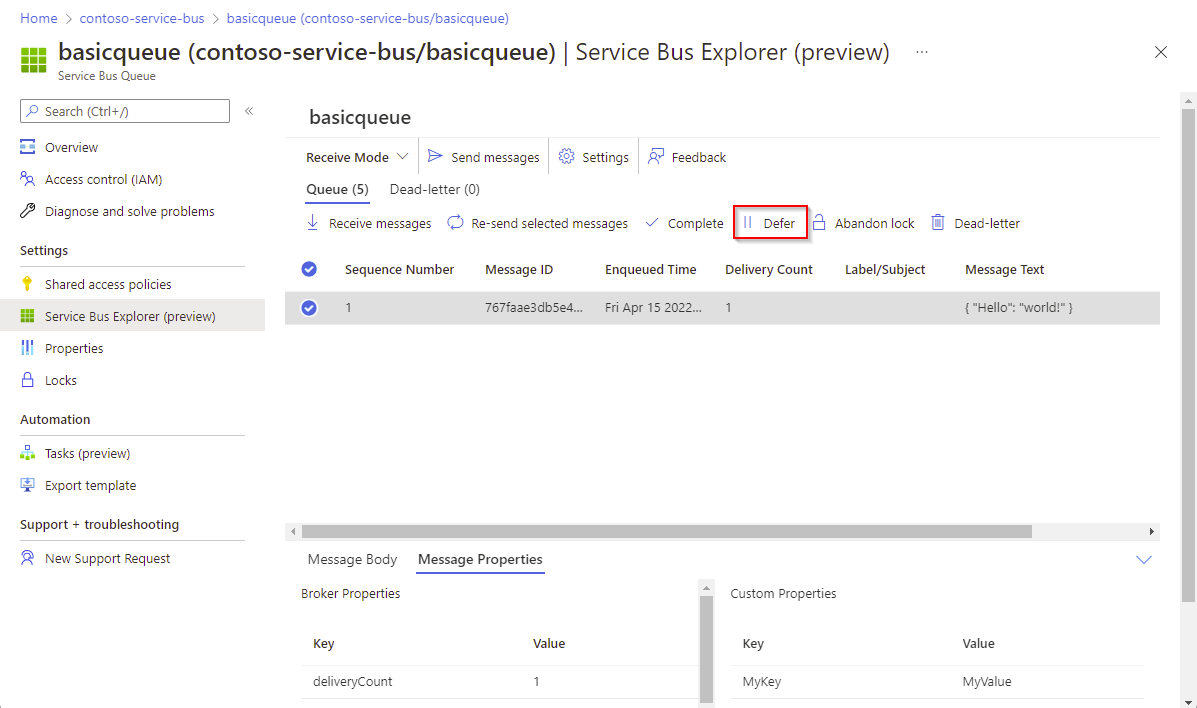 Home > contoso-service-bus > basicqueue (contoso-service-bus/basicqueue)
basicqueue (contoso-service-bus/basicqueue) | Service Bus Explorer (preview) ...
Service Bus Queue
Search (Ctrl+/) «
Overview
Access control (IAM)
Diagnose and solve problems
Settings
Shared access policies
Service Bus Explorer (preview)
Properties
Locks
Automation
Tasks (preview)
Export template
Support + troubleshooting
New Support Request
basicqueue
Receive Mode Send messages Settings Feedback
Queue (5) Dead-letter (0)
Receive messages Re-send selected messages Complete Defer Abandon lock Dead-letter
Sequence Number Message ID Enqueued Time Delivery Count Label/Subject Message Text
1 767faae3db5e4... Fri Apr 15 2022... 1 { "Hello": "world!" }
Message Body Message Properties
Broker Properties Custom Properties
Key Value Key Value
deliveryCount 1 MyKey MyValue